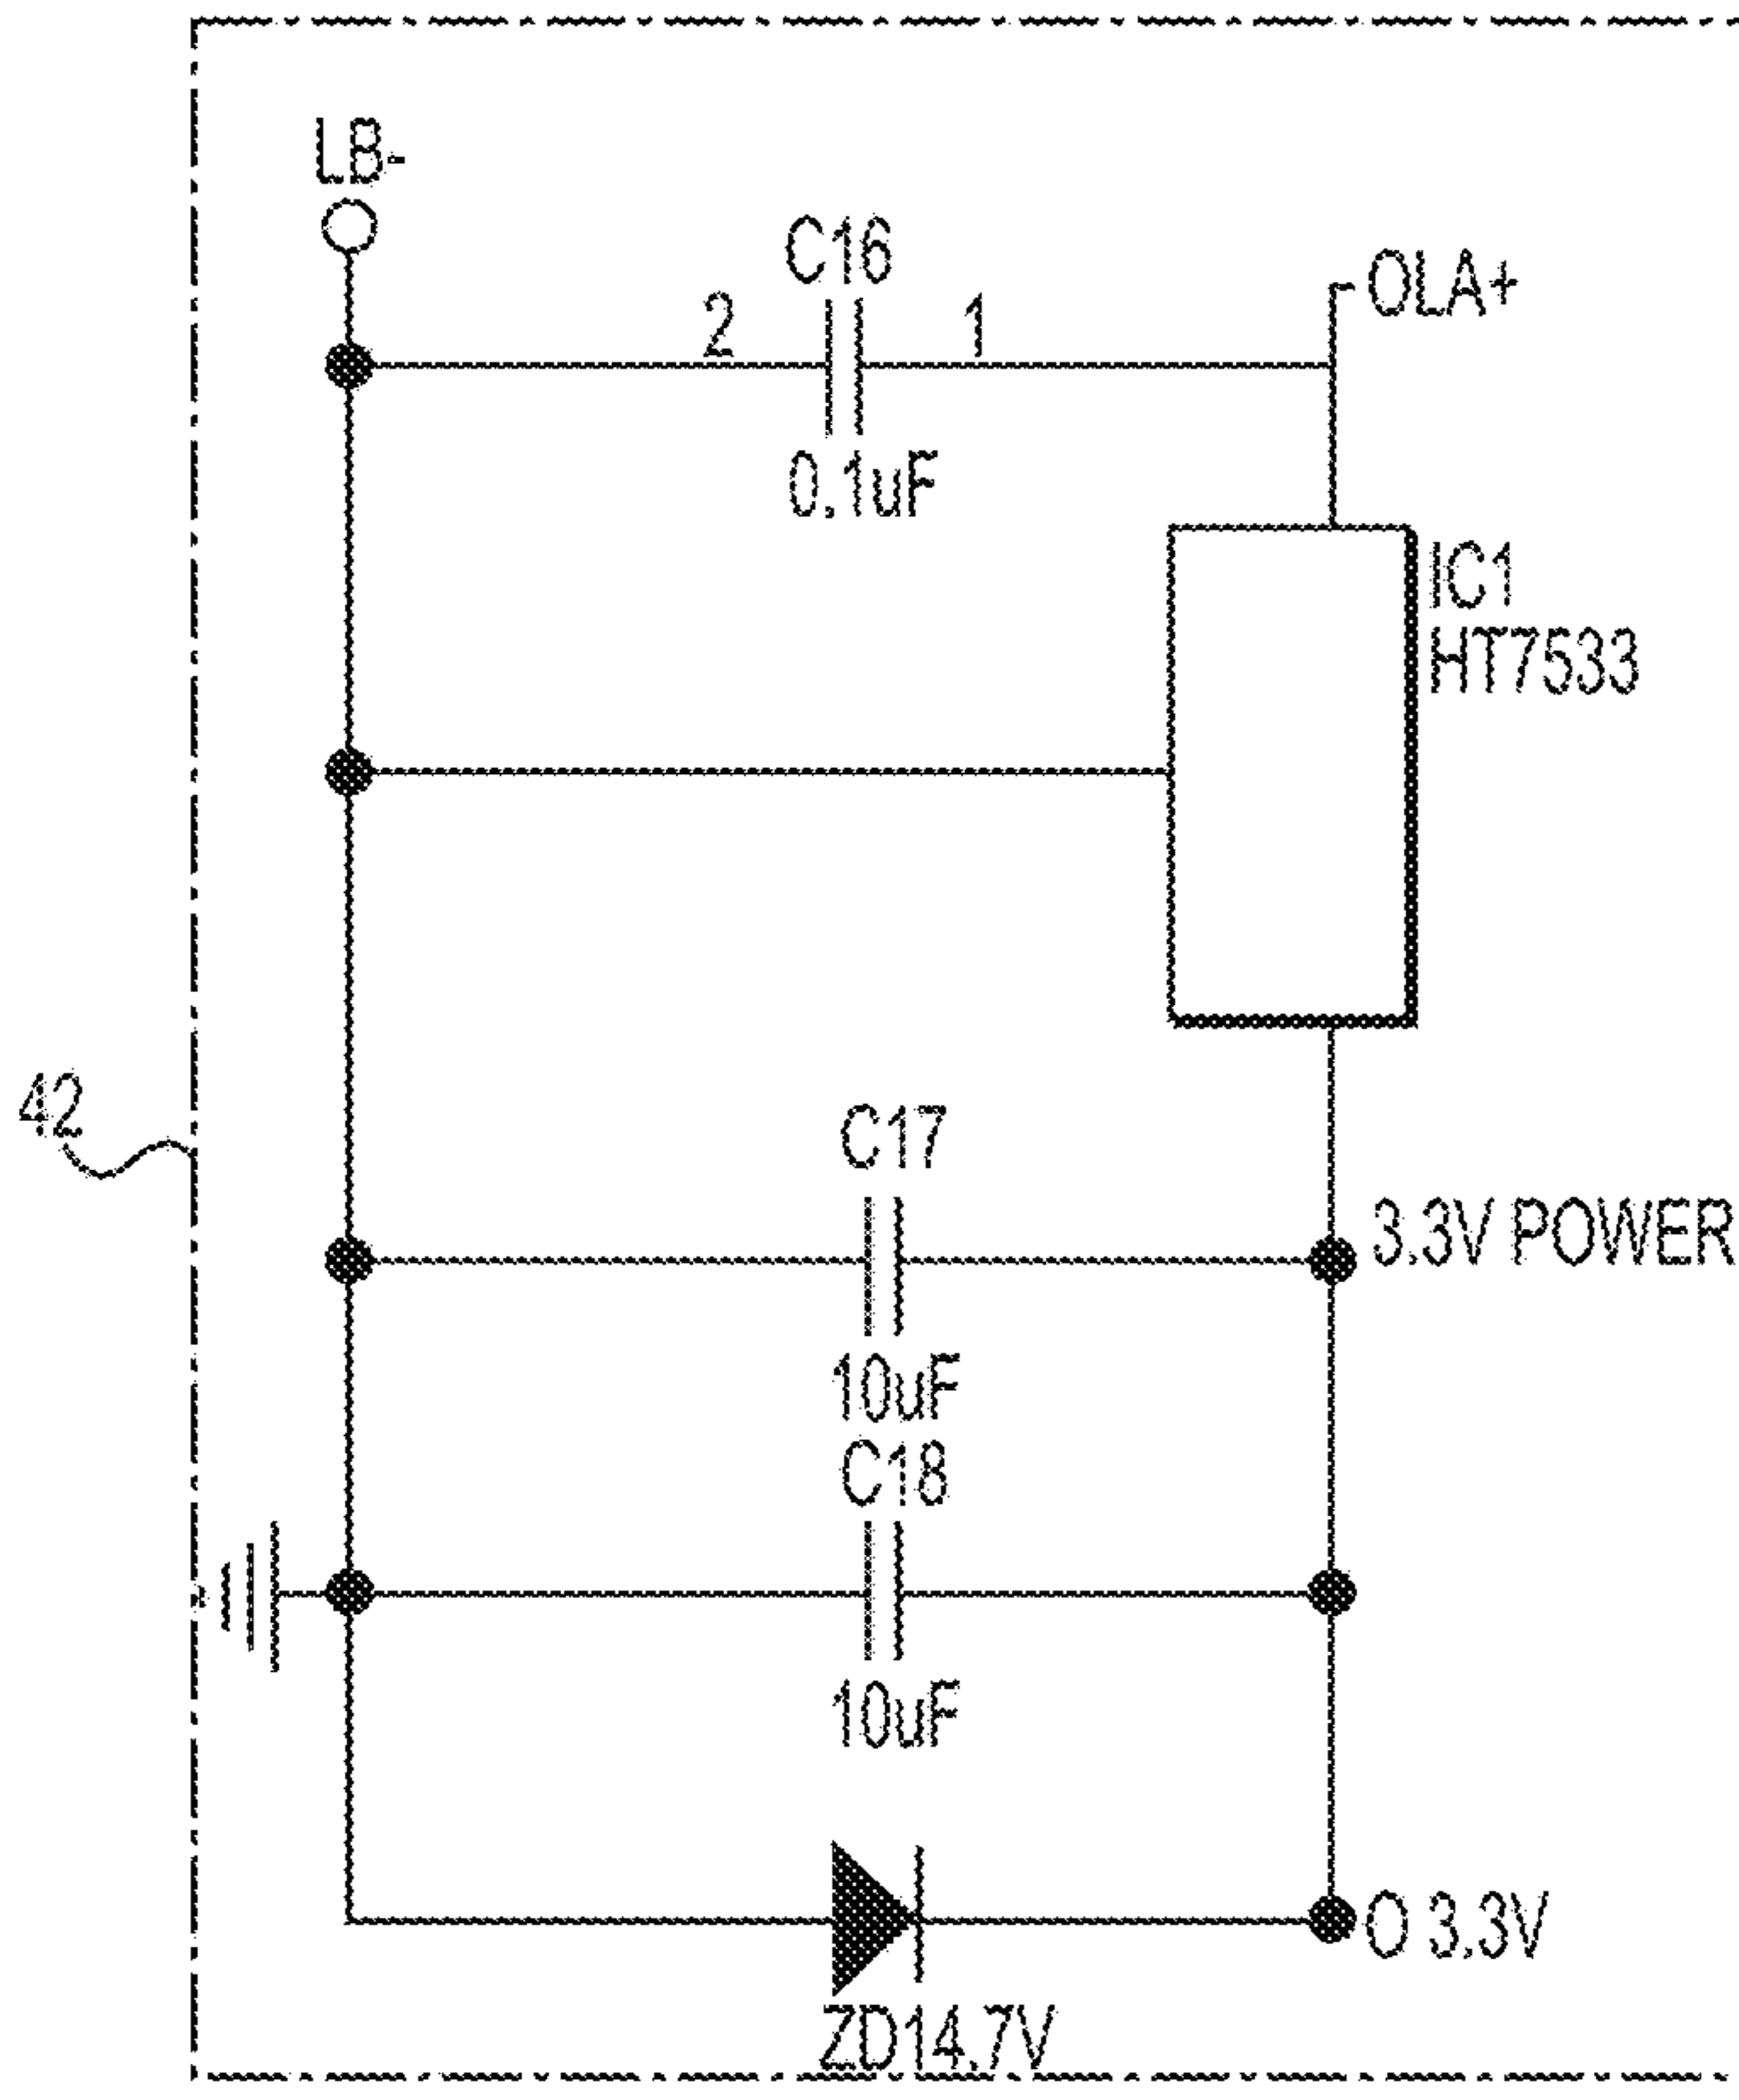 LB-
C16
OLA+
2
1
0.1uF
IC1
HT7533
42
C17
3.3V POWER
10uF
C18
10uF
O 3.3V
ZD14.7V